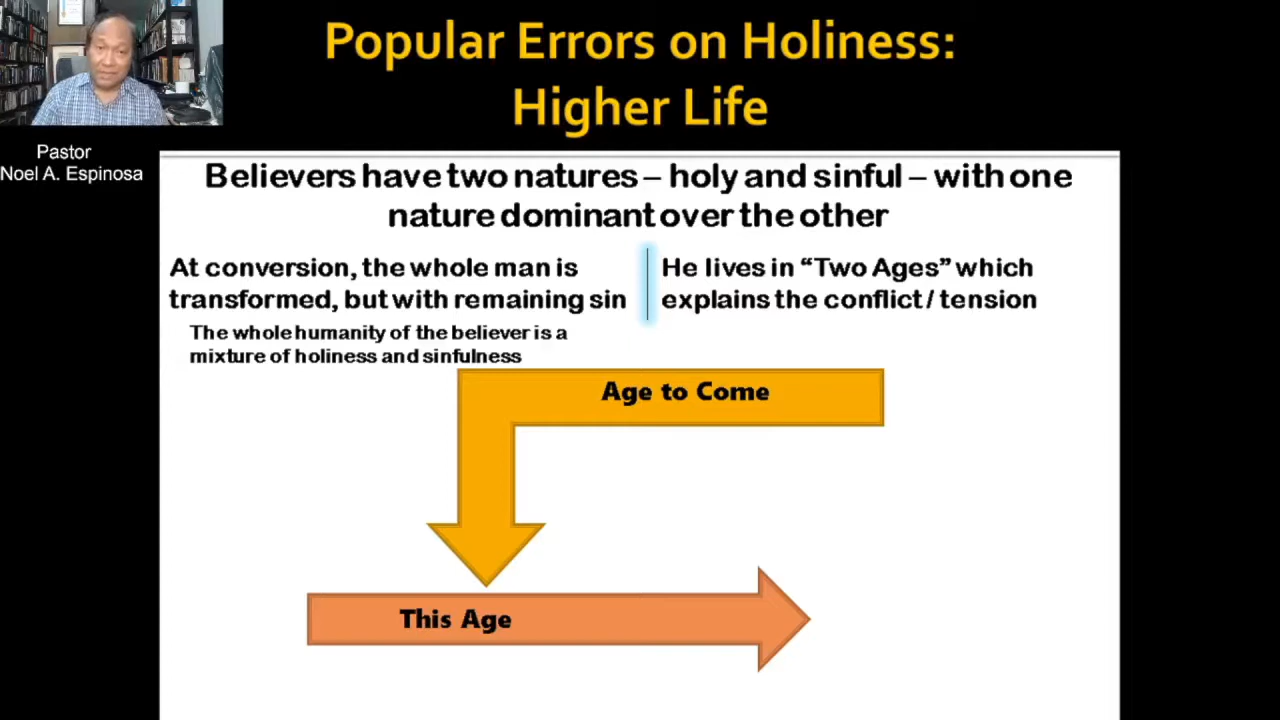 Popular Errors on Holiness:
Higher Life
Pastor
Noel A. Espinosa
Believers have two natures – holy and sinful – with one
nature dominant over the other
At conversion, the whole man is
transformed, but with remaining sin
The whole humanity of the believer is a
mixture of holiness and sinfulness
He lives in “Two Ages” which
explains the conflict / tension
Age to Come
This Age